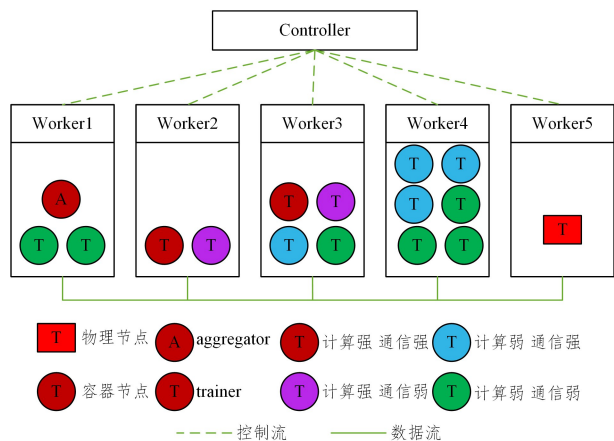 Controller
Worker1 Worker2 Worker3 Worker4 Worker5
T T
A T T T T
T T T T T T T T T
T 物理节点 A aggregator T 计算强 通信强 T 计算弱 通信强
T 容器节点 T trainer T 计算强 通信弱 T 计算弱 通信弱
控制流 数据流